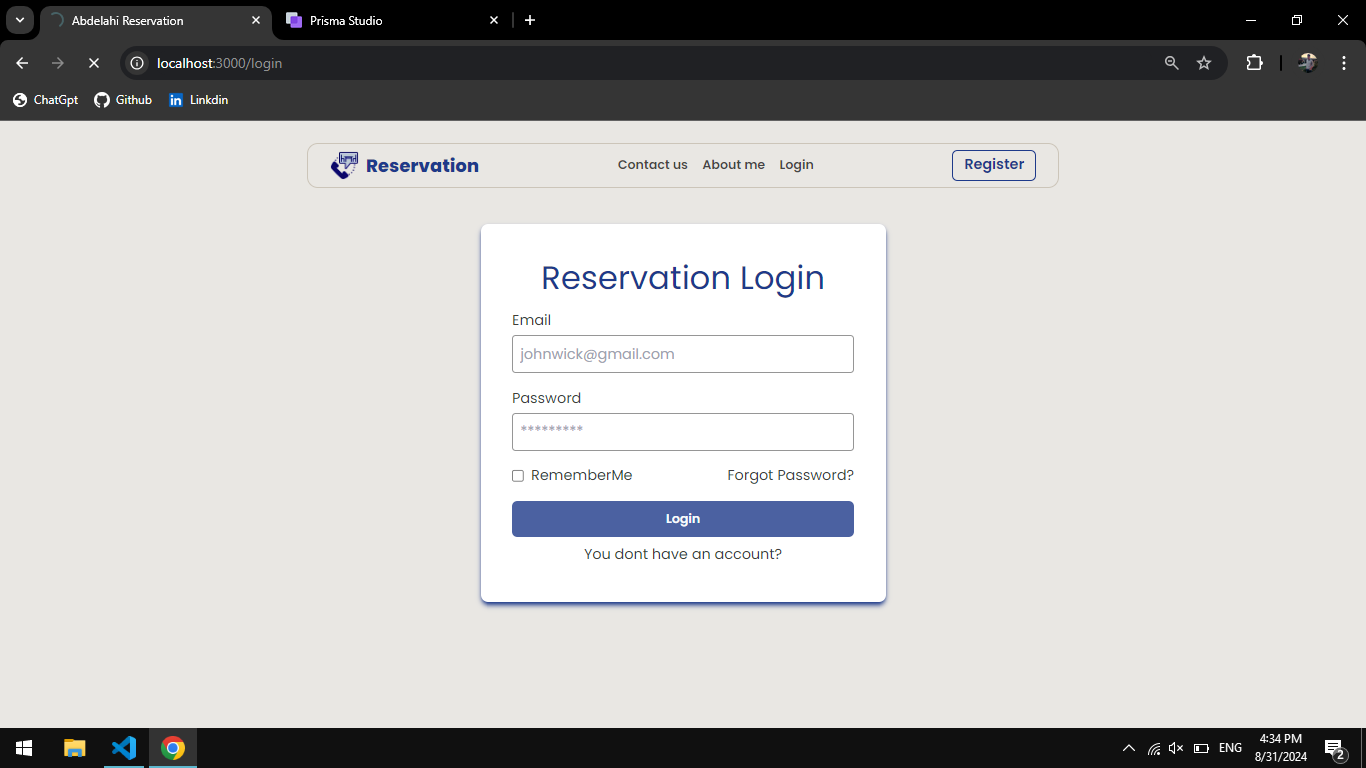 Abdelahi Reservation
Prisma Studio
localhost:3000/login
ChatGpt
Github
Linkdin
Reservation
Contact us
About me
Login
Register
Reservation Login
Email
johnwick@gmail.com
Password
*********
RememberMe
Forgot Password?
Login
You dont have an account?
ENG
4:34 PM
8/31/2024
2